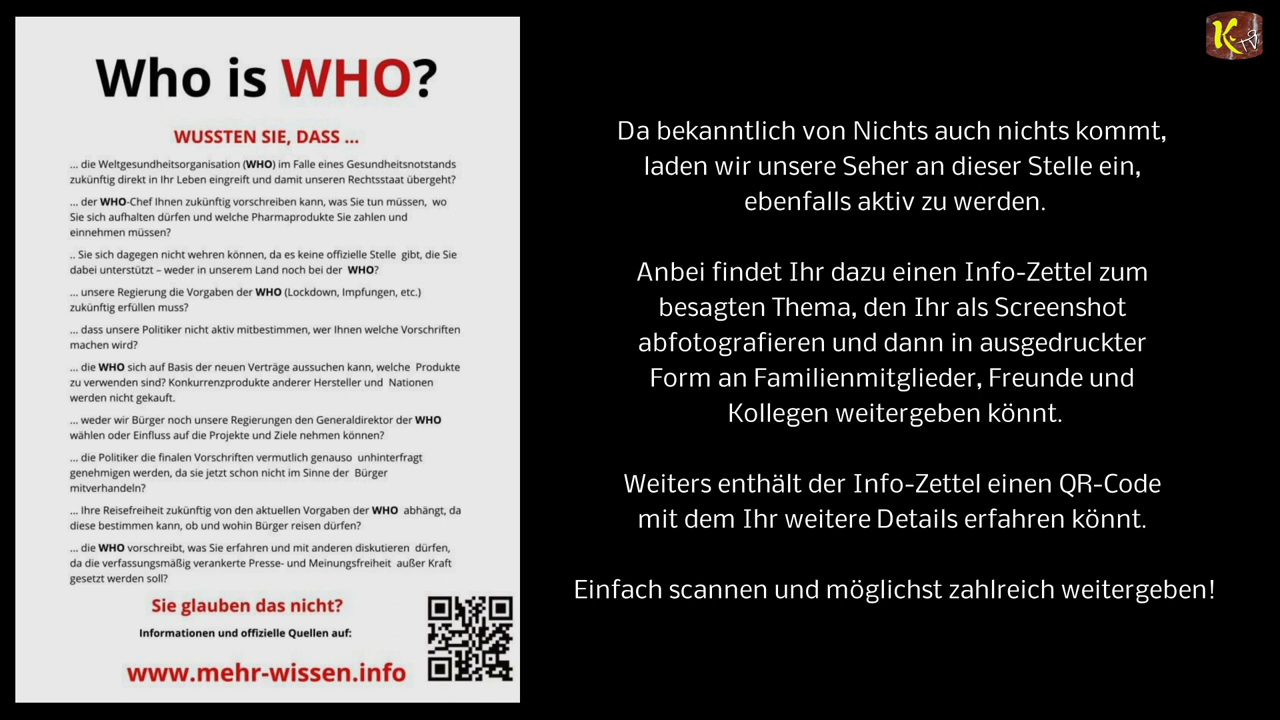 Who is WHO?
WUSSTEN SIE, DASS ...
... die Weltgesundheitsorganisation (WHO) im Falle eines Gesundheitsnotstands
zukünftig direkt in Ihr Leben eingreift und damit unseren Rechtsstaat übergeht?
... der WHO-Chef Ihnen zukünftig vorschreiben kann, was Sie tun müssen, wo
Sie sich aufhalten dürfen und welche Pharmaprodukte Sie zahlen und
einnehmen müssen?
.. Sie sich dagegen nicht wehren können, da es keine offizielle Stelle gibt, die Sie
dabei unterstützt – weder in unserem Land noch bei der WHO?
... unsere Regierung die Vorgaben der WHO (Lockdown, Impfungen, etc.)
zukünftig erfüllen muss?
... dass unsere Politiker nicht aktiv mitbestimmen, wer Ihnen welche Vorschriften
machen wird?
... die WHO sich auf Basis der neuen Verträge aussuchen kann, welche Produkte
zu verwenden sind? Konkurrenzprodukte anderer Hersteller und Nationen
werden nicht gekauft.
... weder wir Bürger noch unsere Regierungen den Generaldirektor der WHO
wählen oder Einfluss auf die Projekte und Ziele nehmen können?
... die Politiker die finalen Vorschriften vermutlich genauso unhinterfragt
genehmigen werden, da sie jetzt schon nicht im Sinne der Bürger
mitverhandeln?
... Ihre Reisefreiheit zukünftig von den aktuellen Vorgaben der WHO abhängt, da
diese bestimmen kann, ob und wohin Bürger reisen dürfen?
... die WHO vorschreibt, was Sie erfahren und mit anderen diskutieren dürfen,
da die verfassungsmäßig verankerte Presse- und Meinungsfreiheit außer Kraft
gesetzt werden soll?
Sie glauben das nicht?
Informationen und offizielle Quellen auf:
www.mehr-wissen.info
K TV
Da bekanntlich von Nichts auch nichts kommt,
laden wir unsere Seher an dieser Stelle ein,
ebenfalls aktiv zu werden.
Anbei findet Ihr dazu einen Info-Zettel zum
besagten Thema, den Ihr als Screenshot
abfotografieren und dann in ausgedruckter
Form an Familienmitglieder, Freunde und
Kollegen weitergeben könnt.
Weiters enthält der Info-Zettel einen QR-Code
mit dem Ihr weitere Details erfahren könnt.
Einfach scannen und möglichst zahlreich weitergeben!